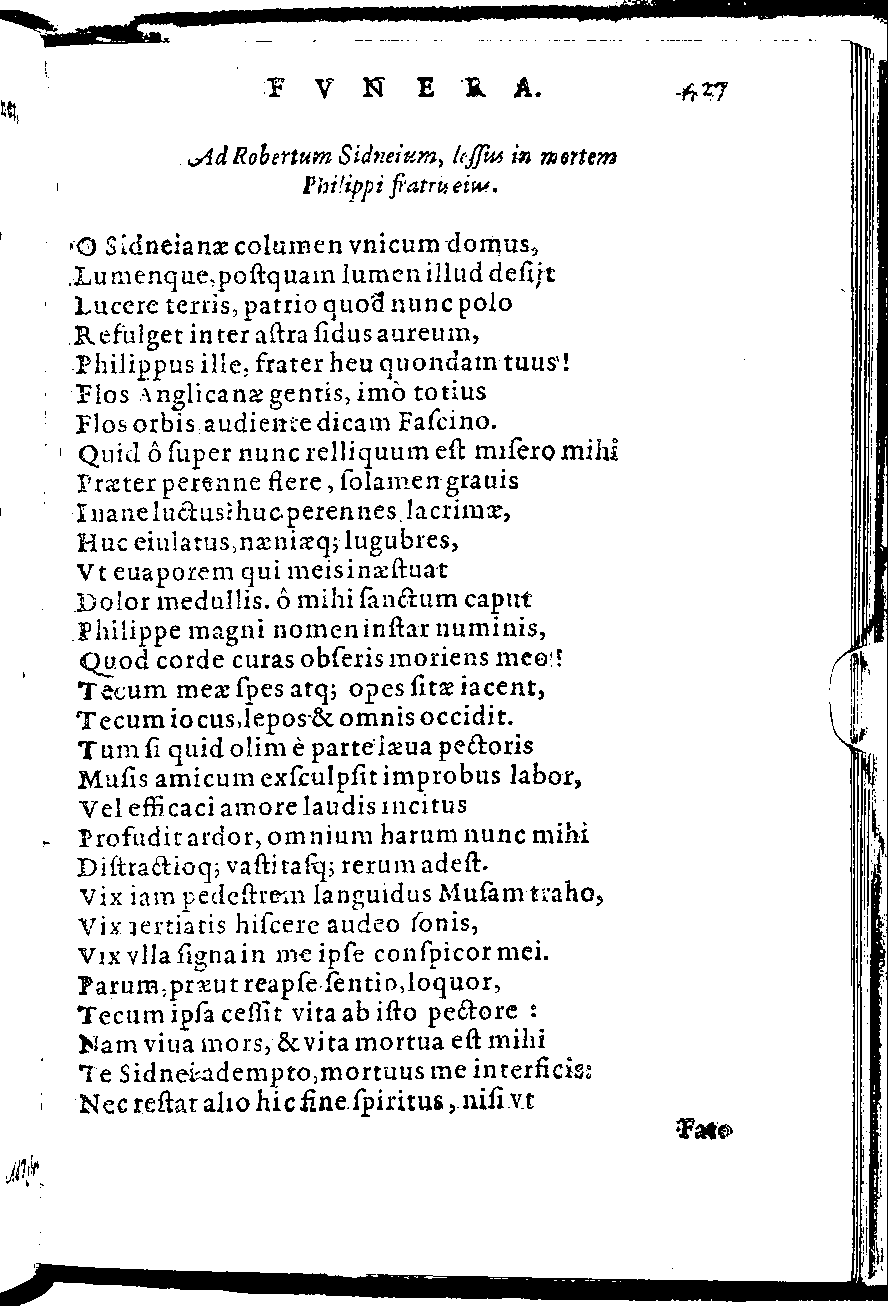 FVNERA. 427
Ad Robertum Sidneium, leſſus in mortem
Philippi fratris eius.
O Sidneianæ columen vnicum domus,
Lumenque, poſtquam lumen illud deſijt
Lucere terris, patrio quod nunc polo
Refulget inter aſtra ſidus aureum,
Philippus ille, frater heu quondam tuus!
Flos Anglicanæ gentis, imò totius
Flos orbis audiente dicam Faſcino.
Quid ô ſuper nunc relliquum eſt miſero mihi
Præter perenne flere, ſolamen grauis
Inane luctus? huc perennes lacrimæ,
Huc eiulatus, næniæq; lugubres,
Vt euaporem qui meis inæſtuat
Dolor medullis. ô mihi ſanctum caput
Philippe magni nomen inſtar numinis,
Quod corde curas obſeris moriens meo!
Tecum meæ ſpes atq; opes ſitæ iacent,
Tecum iocus, lepos & omnis occidit.
Tum ſi quid olim è parte læua pectoris
Muſis amicum exſculpſit improbus labor,
Vel efficaci amore laudis incitus
Profudit ardor, omnium harum nunc mihi
Diſtractioq; vaſtitaſq; rerum adeſt.
Vix iam pedeſtrem languidus Muſam traho,
Vix tertiatis hiſcere audeo ſonis,
Vix vlla ſigna in me ipſe conſpicor mei.
Parum, præut reapſe ſentio, loquor,
Tecum ipſa ceſſit vita ab iſto pectore:
Nam viua mors, & vita mortua eſt mihi
Te Sidnei adempto, mortuus me interficis:
Nec reſtat alio hic fine ſpiritus, niſi vt
Fato